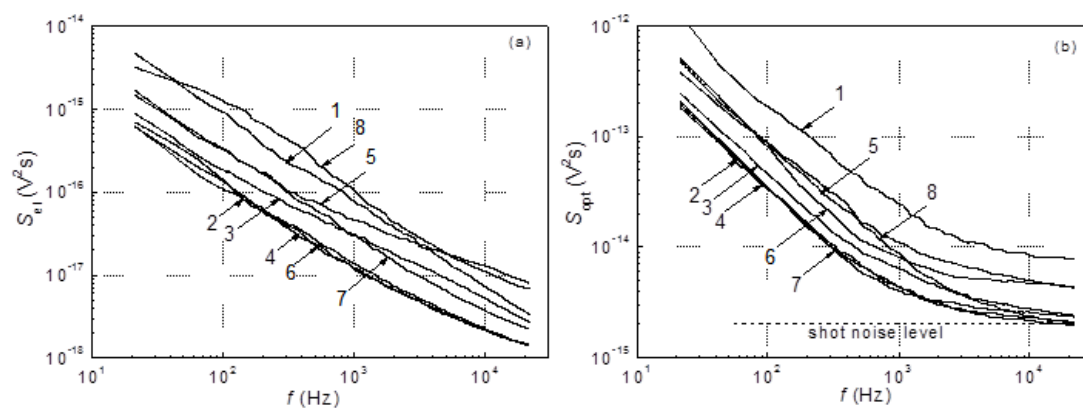 10⁻¹⁴
10⁻¹⁵
10⁻¹⁶
10⁻¹⁷
10⁻¹⁸
S_el (V²s)
(a)
1
8
5
2
3
4
6
7
10¹ 10² 10³ 10⁴
f (Hz)
10⁻¹²
10⁻¹³
10⁻¹⁴
10⁻¹⁵
S_opt (V²s)
(b)
1
5
2
3
4
8
6
7
shot noise level
10¹ 10² 10³ 10⁴
f (Hz)